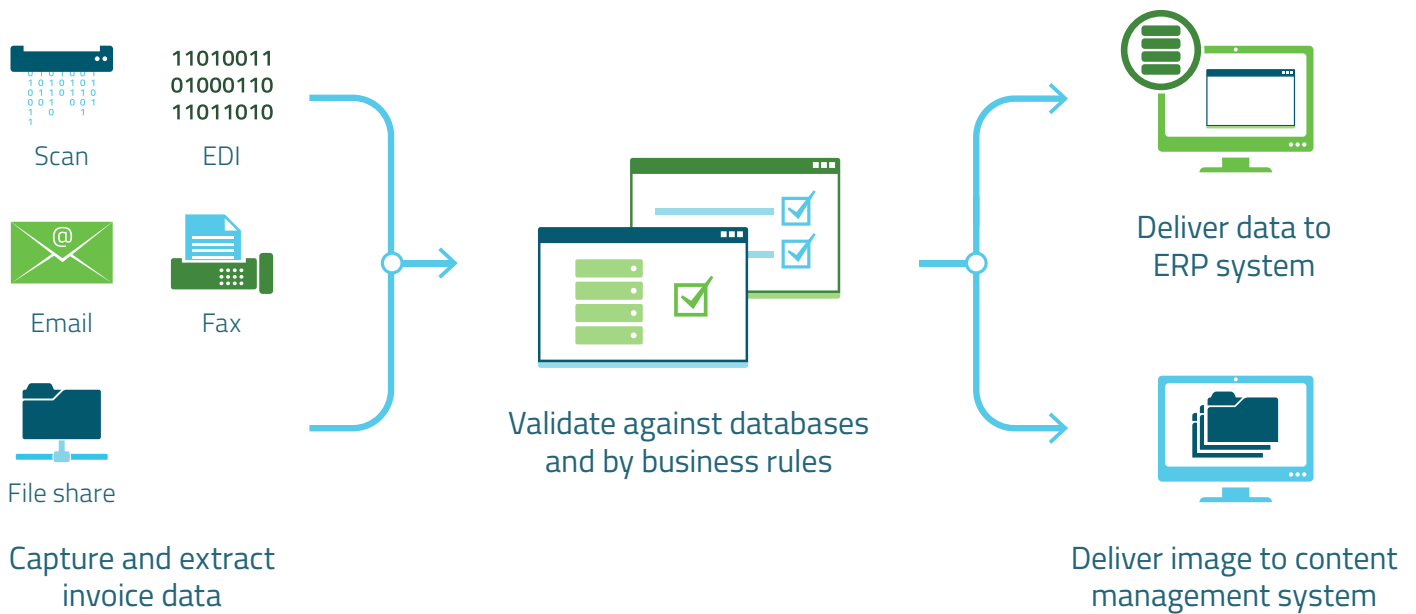 11010011
01000110
11011010
Scan
EDI
@
Email
Fax
File share
Capture and extract
invoice data
Validate against databases
and by business rules
Deliver data to
ERP system
Deliver image to content
management system